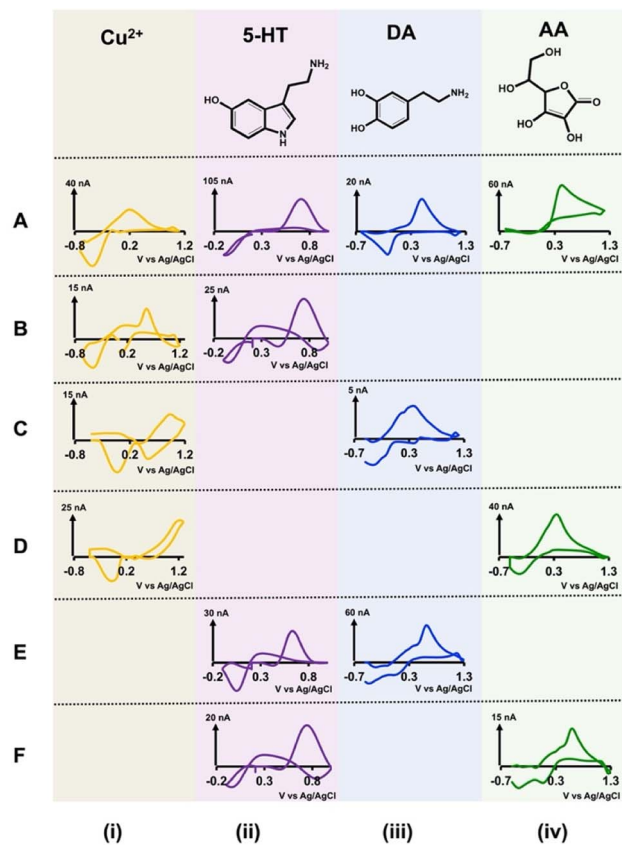 Cu²⁺ 5-HT DA AA
HO NH₂ N H
HO HO NH₂
OH HO O O HO OH
A
40 nA -0.8 0.2 1.2 V vs Ag/AgCl
105 nA -0.2 0.3 0.8 V vs Ag/AgCl
20 nA -0.7 0.3 1.3 V vs Ag/AgCl
60 nA -0.7 0.3 1.3 V vs Ag/AgCl
B
15 nA -0.8 0.2 1.2 V vs Ag/AgCl
25 nA -0.2 0.3 0.8 V vs Ag/AgCl
C
15 nA -0.8 0.2 1.2 V vs Ag/AgCl
5 nA -0.7 0.3 1.3 V vs Ag/AgCl
D
25 nA -0.8 0.2 1.2 V vs Ag/AgCl
40 nA -0.7 0.3 1.3 V vs Ag/AgCl
E
30 nA -0.2 0.3 0.8 V vs Ag/AgCl
60 nA -0.7 0.3 1.3 V vs Ag/AgCl
F
20 nA -0.2 0.3 0.8 V vs Ag/AgCl
15 nA -0.7 0.3 1.3 V vs Ag/AgCl
(i) (ii) (iii) (iv)